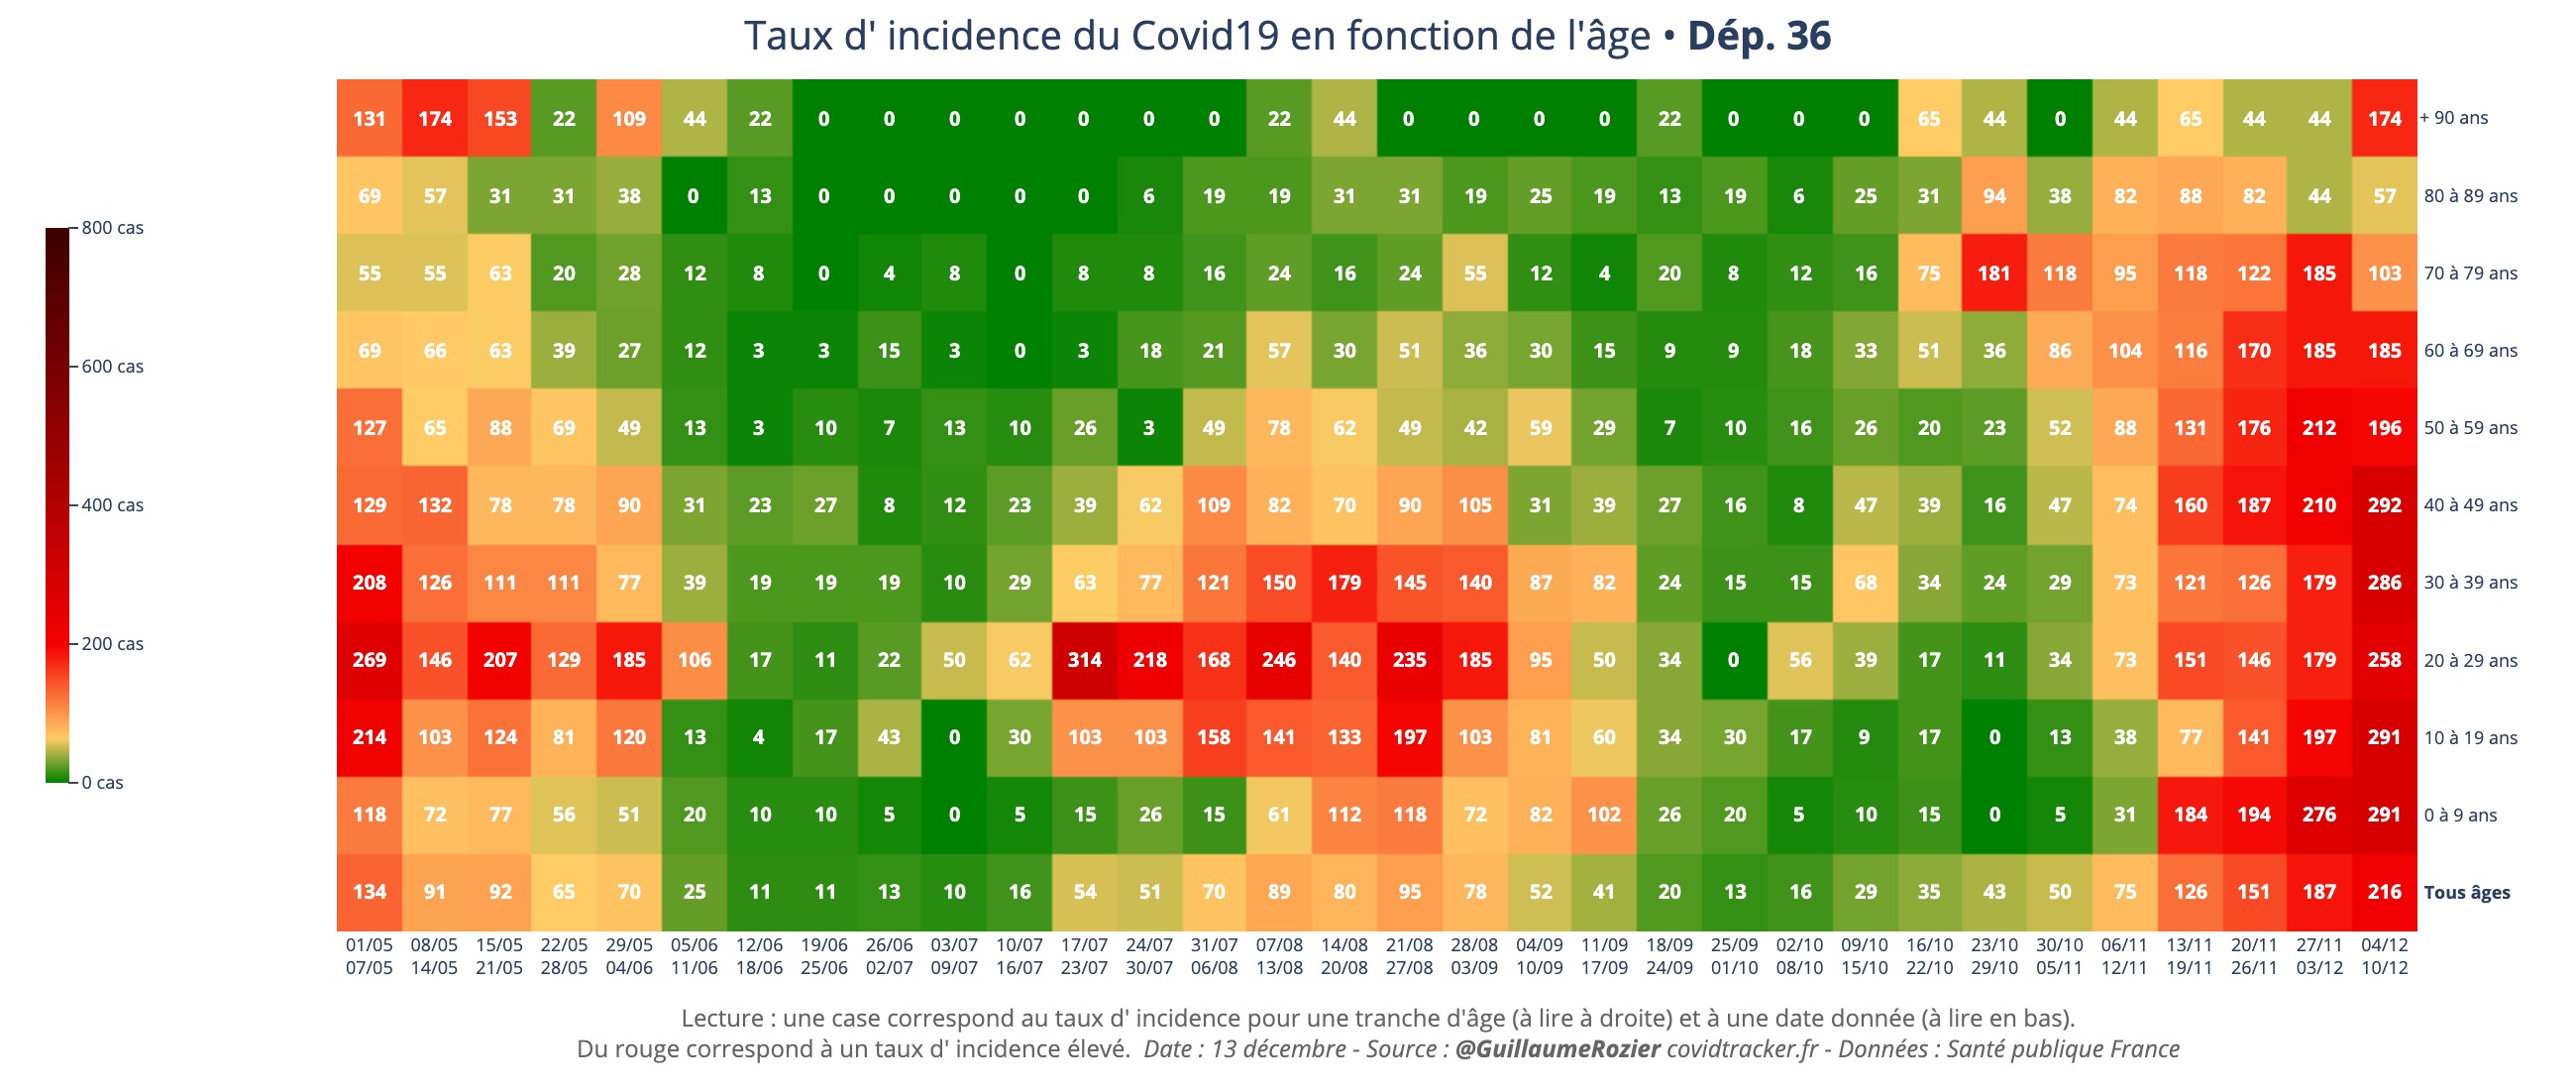 Taux d' incidence du Covid19 en fonction de l'âge • Dép. 36
131 174 153 22 109 44 22 0 0 0 0 0 0 0 22 44 0 0 0 0 22 0 0 0 65 44 0 44 65 44 44 174 + 90 ans
69 57 31 31 38 0 13 0 0 0 0 0 6 19 19 31 31 19 25 19 13 19 6 25 31 94 38 82 88 82 44 57 80 à 89 ans
800 cas
55 55 63 20 28 12 8 0 4 8 0 8 8 16 24 16 24 55 12 4 20 8 12 16 75 181 118 95 118 122 185 103 70 à 79 ans
69 66 63 39 27 12 3 3 15 3 0 3 18 21 57 30 51 36 30 15 9 9 18 33 51 36 86 104 116 170 185 185 60 à 69 ans
600 cas
127 65 88 69 49 13 3 10 7 13 10 26 3 49 78 62 49 42 59 29 7 10 16 26 20 23 52 88 131 176 212 196 50 à 59 ans
400 cas
129 132 78 78 90 31 23 27 8 12 23 39 62 109 82 70 90 105 31 39 27 16 8 47 39 16 47 74 160 187 210 292 40 à 49 ans
208 126 111 111 77 39 19 19 19 10 29 63 77 121 150 179 145 140 87 82 24 15 15 68 34 24 29 73 121 126 179 286 30 à 39 ans
200 cas
269 146 207 129 185 106 17 11 22 50 62 314 218 168 246 140 235 185 95 50 34 0 56 39 17 11 34 73 151 146 179 258 20 à 29 ans
214 103 124 81 120 13 4 17 43 0 30 103 103 158 141 133 197 103 81 60 34 30 17 9 17 0 13 38 77 141 197 291 10 à 19 ans
0 cas
118 72 77 56 51 20 10 10 5 0 5 15 26 15 61 112 118 72 82 102 26 20 5 10 15 0 5 31 184 194 276 291 0 à 9 ans
134 91 92 65 70 25 11 11 13 10 16 54 51 70 89 80 95 78 52 41 20 13 16 29 35 43 50 75 126 151 187 216 Tous âges
01/05 08/05 15/05 22/05 29/05 05/06 12/06 19/06 26/06 03/07 10/07 17/07 24/07 31/07 07/08 14/08 21/08 28/08 04/09 11/09 18/09 25/09 02/10 09/10 16/10 23/10 30/10 06/11 13/11 20/11 27/11 04/12
07/05 14/05 21/05 28/05 04/06 11/06 18/06 25/06 02/07 09/07 16/07 23/07 30/07 06/08 13/08 20/08 27/08 03/09 10/09 17/09 24/09 01/10 08/10 15/10 22/10 29/10 05/11 12/11 19/11 26/11 03/12 10/12
Lecture : une case correspond au taux d' incidence pour une tranche d'âge (à lire à droite) et à une date donnée (à lire en bas).
Du rouge correspond à un taux d' incidence élevé. Date : 13 décembre - Source : @GuillaumeRozier covidtracker.fr - Données : Santé publique France